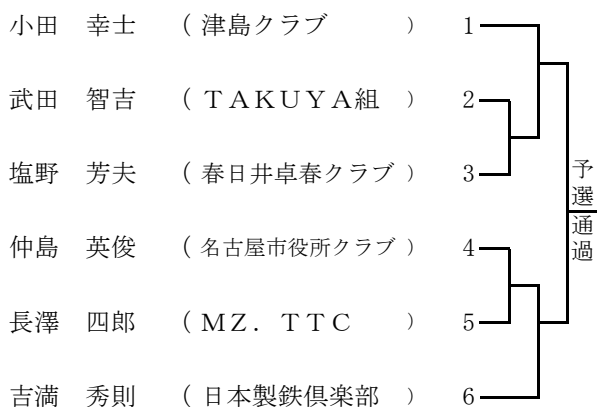 小田 幸士 (津島クラブ) 1
武田 智吉 (TAKUYA組) 2
塩野 芳夫 (春日井卓春クラブ) 3
仲島 英俊 (名古屋市役所クラブ) 4
長澤 四郎 (MZ.TTC) 5
吉満 秀則 (日本製鉄倶楽部) 6
予選通過